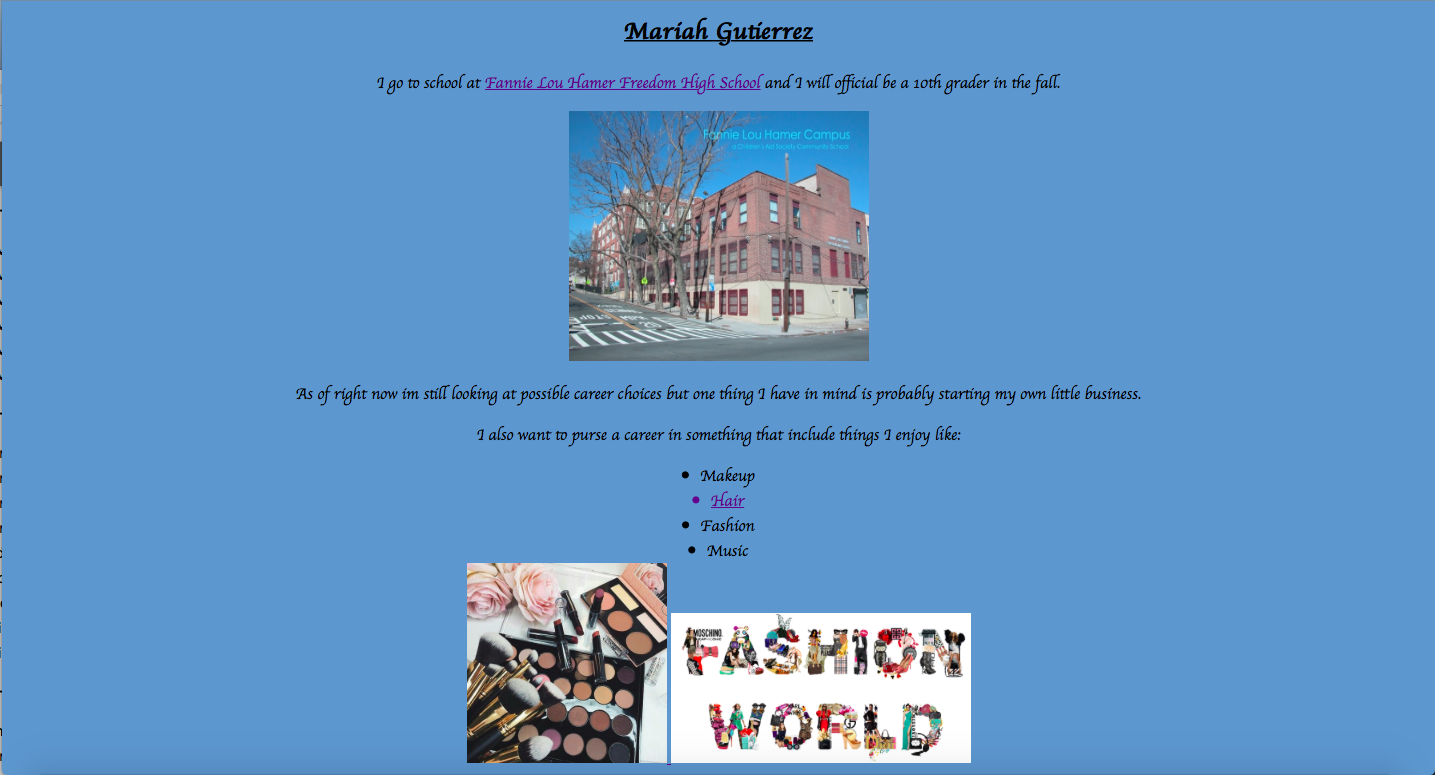 Mariah Gutierrez
I go to school at Fannie Lou Hamer Freedom High School and I will official be a 10th grader in the fall.
Fannie Lou Hamer Campus
a Children's Aid Society Community School
As of right now im still looking at possible career choices but one thing I have in mind is probably starting my own little business.
I also want to purse a career in something that include things I enjoy like:
Makeup
Hair
Fashion
Music
MOSCHINO
FASHION
WORLD